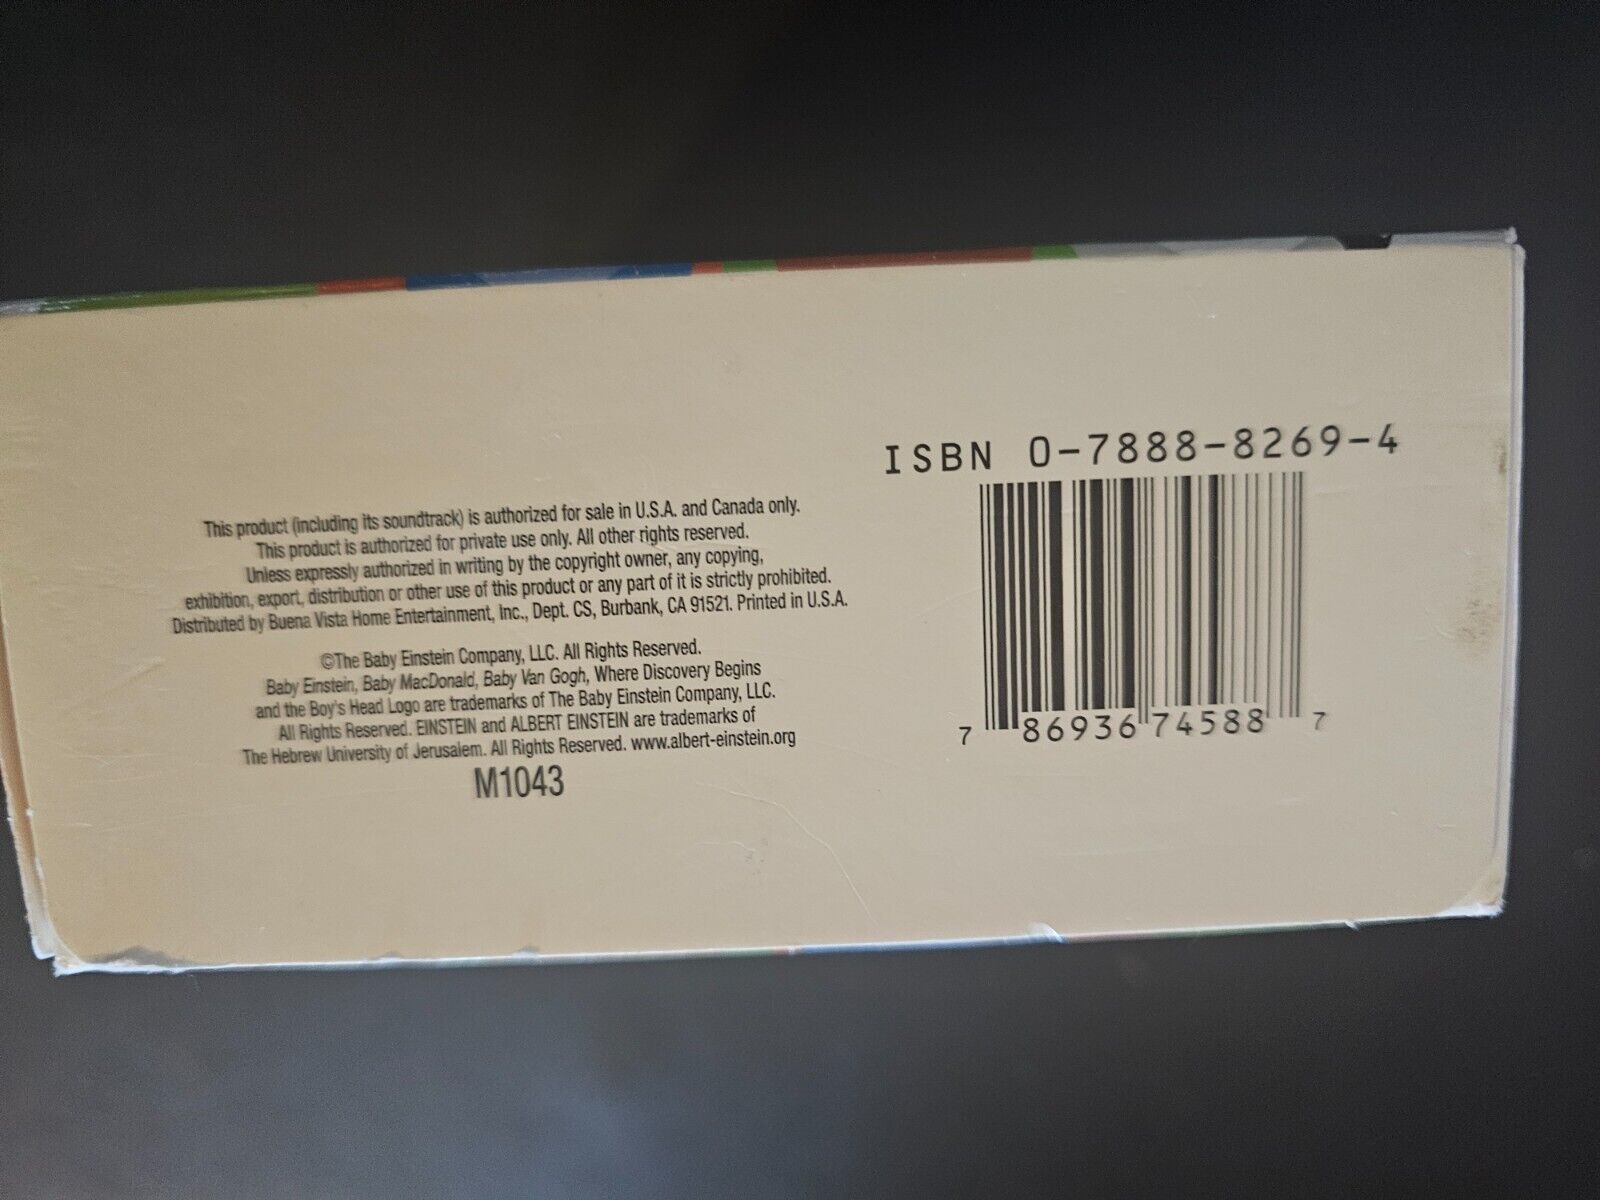 This product (including its soundtrack) is authorized for sale in U.S.A. and Canada only.
This product is authorized for private use only. All other rights reserved.
Unless expressly authorized in writing by the copyright owner, any copying,
exhibition, export, distribution or other use of this product or any part of it is strictly prohibited.
Distributed by Buena Vista Home Entertainment, Inc., Dept. CS, Burbank, CA 91521. Printed in U.S.A.
©The Baby Einstein Company, LLC. All Rights Reserved.
Baby Einstein, Baby MacDonald, Baby Van Gogh, Where Discovery Begins
and the Boy's Head Logo are trademarks of The Baby Einstein Company, LLC.
All Rights Reserved. EINSTEIN and ALBERT EINSTEIN are trademarks of
The Hebrew University of Jerusalem. All Rights Reserved. www.albert-einstein.org
M1043
ISBN 0-7888-8269-4
7 86936 74588 7